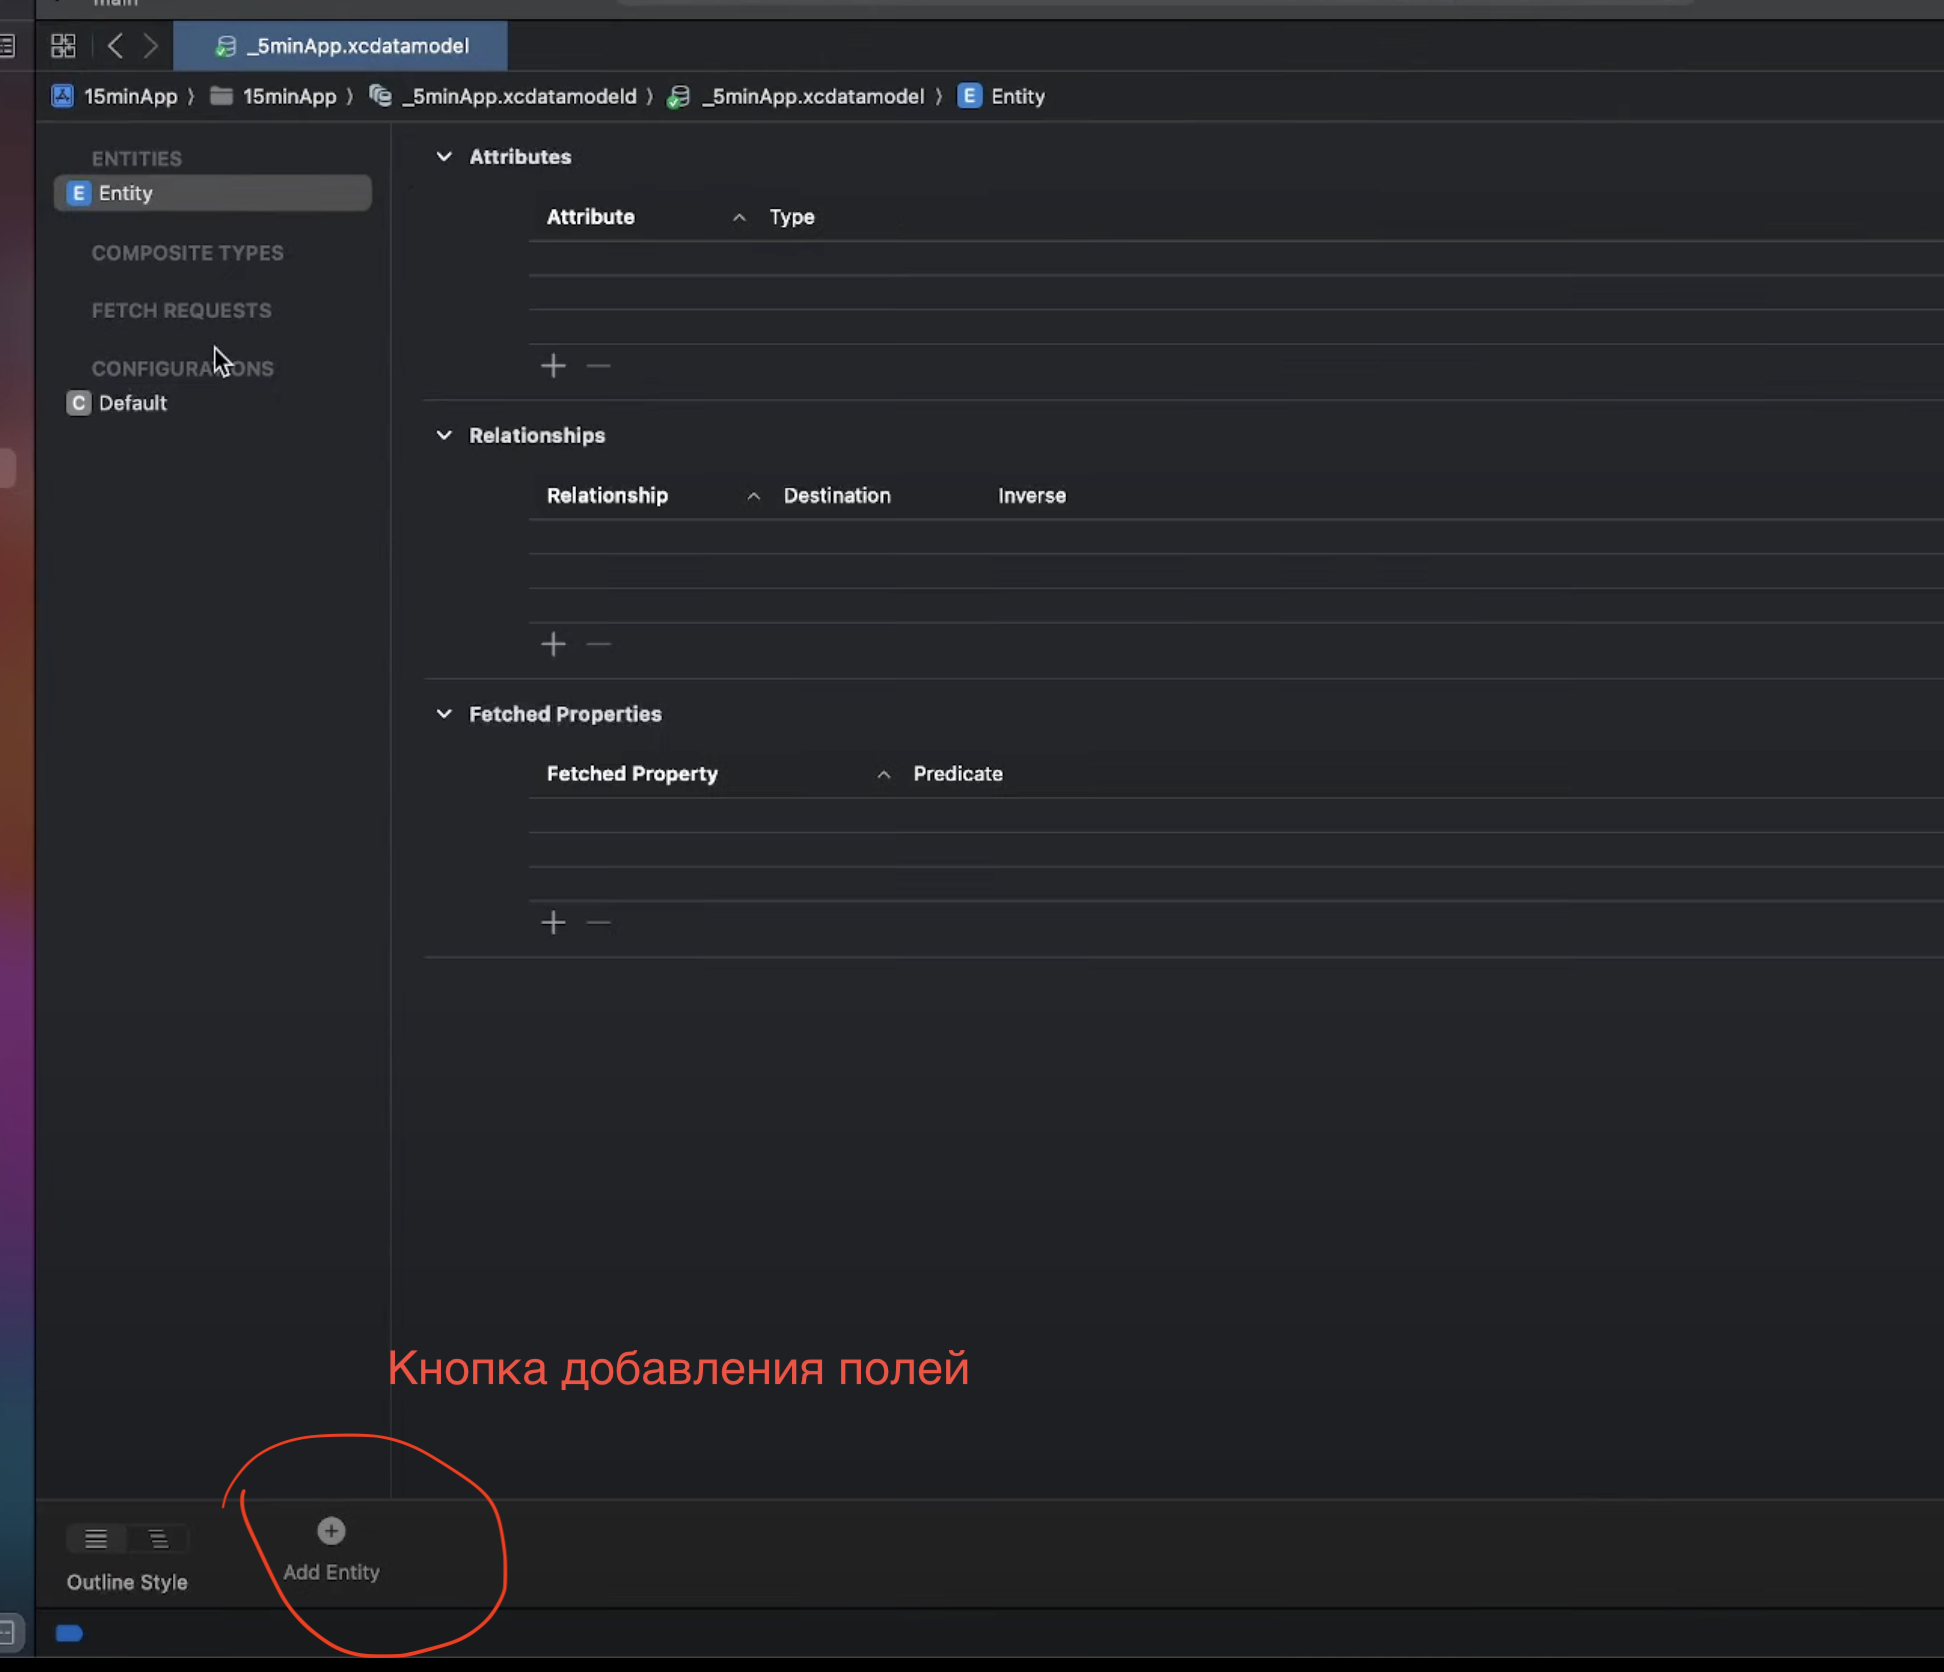 main
_5minApp.xcdatamodel
15minApp 15minApp _5minApp.xcdatamodeld _5minApp.xcdatamodel E Entity
ENTITIES
E Entity
COMPOSITE TYPES
FETCH REQUESTS
CONFIGURATIONS
C Default
Attributes
Attribute Type
Relationships
Relationship Destination Inverse
Fetched Properties
Fetched Property Predicate
Кнопка добавления полей
Outline Style
Add Entity